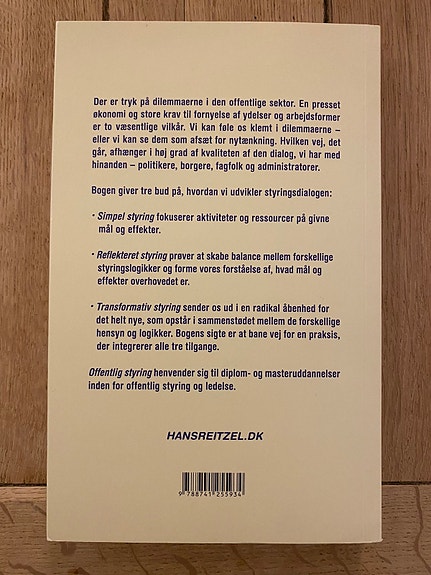 Der er tryk på dilemmaerne i den offentlige sektor. En presset
økonomi og store krav til fornyelse af ydelser og arbejdsformer
er to væsentlige vilkår. Vi kan føle os klemt i dilemmaerne –
eller vi kan se dem som afsæt for nytænkning. Hvilken vej, det
går, afhænger i høj grad af kvaliteten af den dialog, vi har med
hinanden – politikere, borgere, fagfolk og administratorer.
Bogen giver tre bud på, hvordan vi udvikler styringsdialogen:
• Simpel styring fokuserer aktiviteter og ressourcer på givne
mål og effekter.
• Reflekteret styring prøver at skabe balance mellem forskellige
styringslogikker og forme vores forståelse af, hvad mål og
effekter overhovedet er.
• Transformativ styring sender os ud i en radikal åbenhed for
det helt nye, som opstår i sammenstødet mellem de forskellige
hensyn og logikker. Bogens sigte er at bane vej for en praksis,
der integrerer alle tre tilgange.
Offentlig styring henvender sig til diplom- og masteruddannelser
inden for offentlig styring og ledelse.
HANSREITZEL.DK
9 788741 255934